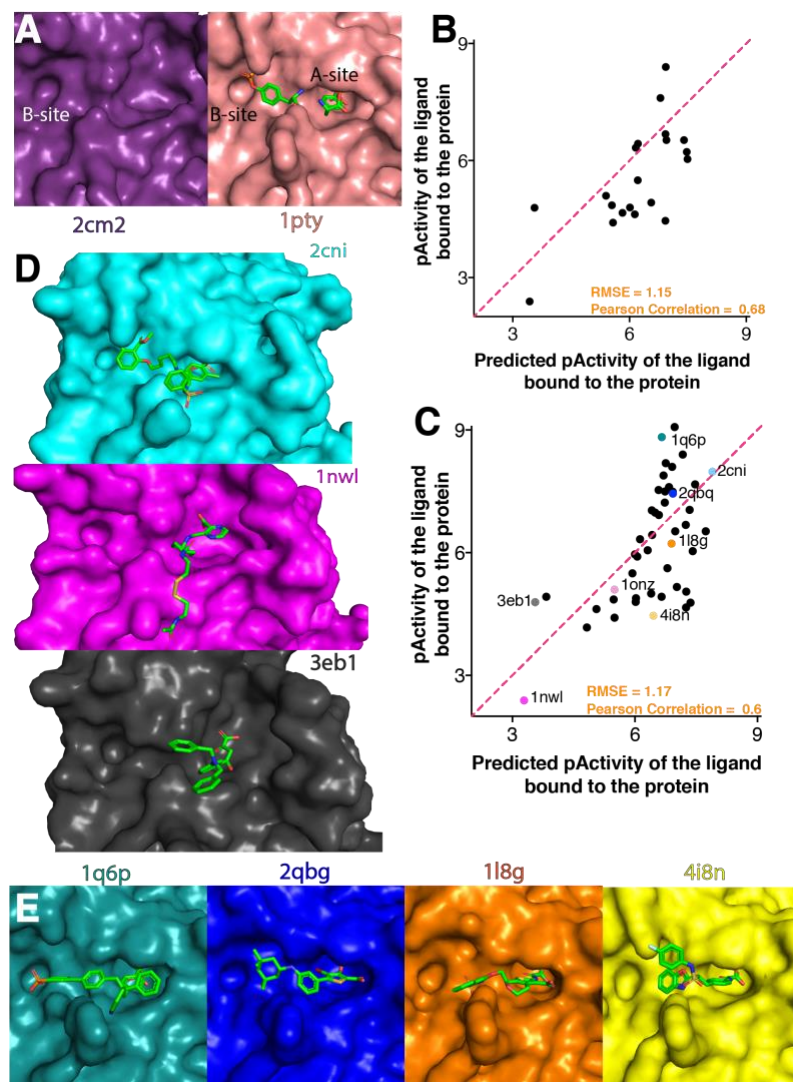 A
B-site
A-site
B-site
2cm2
1pty
B
9
6
3
3
6
9
pActivity of the ligand
bound to the protein
RMSE = 1.15
Pearson Correlation = 0.68
Predicted pActivity of the ligand
bound to the protein
D
2cni
1nwl
3eb1
C
9
6
3
3
6
9
pActivity of the ligand
bound to the protein
1q6p
2cni
2qbq
1l8g
1onz
3eb1
4i8n
1nwl
RMSE = 1.17
Pearson Correlation = 0.6
Predicted pActivity of the ligand
bound to the protein
E
1q6p
2qbg
1l8g
4i8n